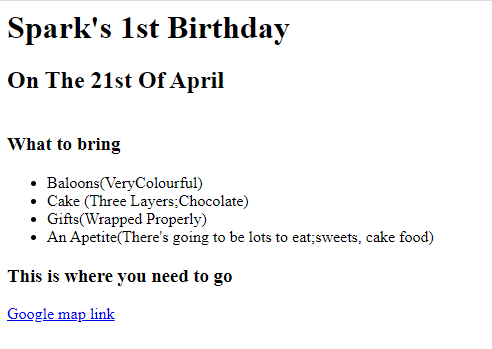 Spark's 1st Birthday
On The 21st Of April
What to bring
Baloons(VeryColourful)
Cake (Three Layers;Chocolate)
Gifts(Wrapped Properly)
An Apetite(There's going to be lots to eat;sweets, cake food)
This is where you need to go
Google map link